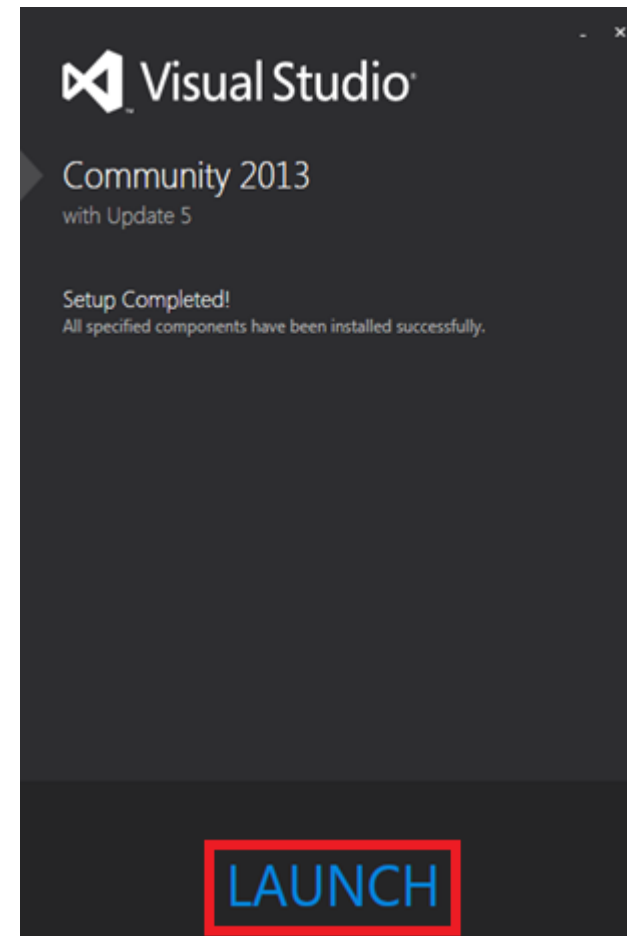 Visual Studio
Community 2013
with Update 5
Setup Completed!
All specified components have been installed successfully.
LAUNCH